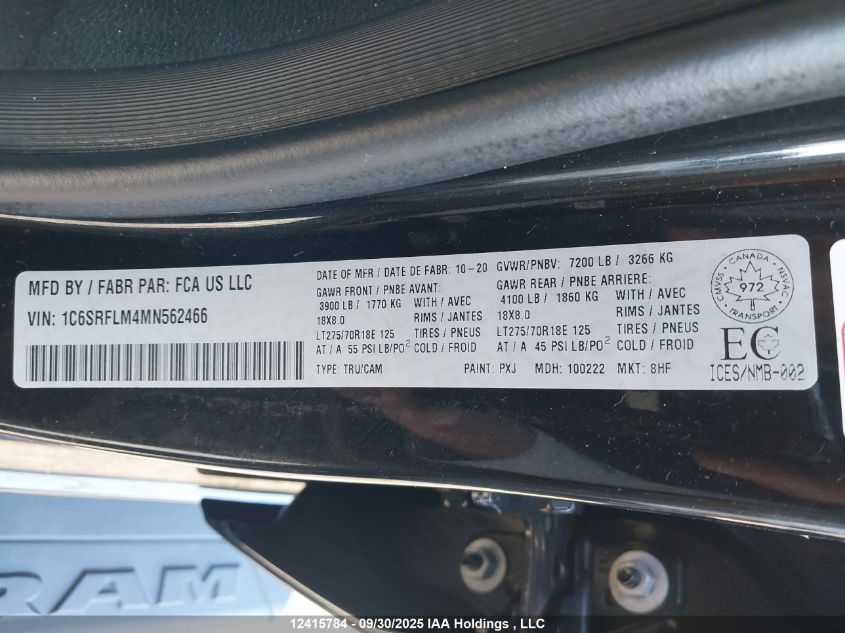 MFD BY / FABR PAR: FCA US LLC
VIN: 1C6SRFLM4MN562466
DATE OF MFR / DATE DE FABR: 10-20
GVWR/PNBV: 7200 LB / 3266 KG
GAWR FRONT / PNBE AVANT:
3900 LB / 1770 KG WITH / AVEC
18X8.0 RIMS / JANTES
LT275/70R18E 125 TIRES / PNEUS
AT / A 55 PSI LB/PO² COLD / FROID
GAWR REAR / PNBE ARRIERE:
4100 LB / 1860 KG WITH / AVEC
18X8.0 RIMS / JANTES
LT275/70R18E 125 TIRES / PNEUS
AT / A 45 PSI LB/PO² COLD / FROID
TYPE: TRU/CAM PAINT: PXJ MDH: 100222 MKT: 8HF
CANADA
CMVSS 972 NSVAC
TRANSPORT
EC
ICES/NMB-002
RAM
12415784 - 09/30/2025 IAA Holdings , LLC